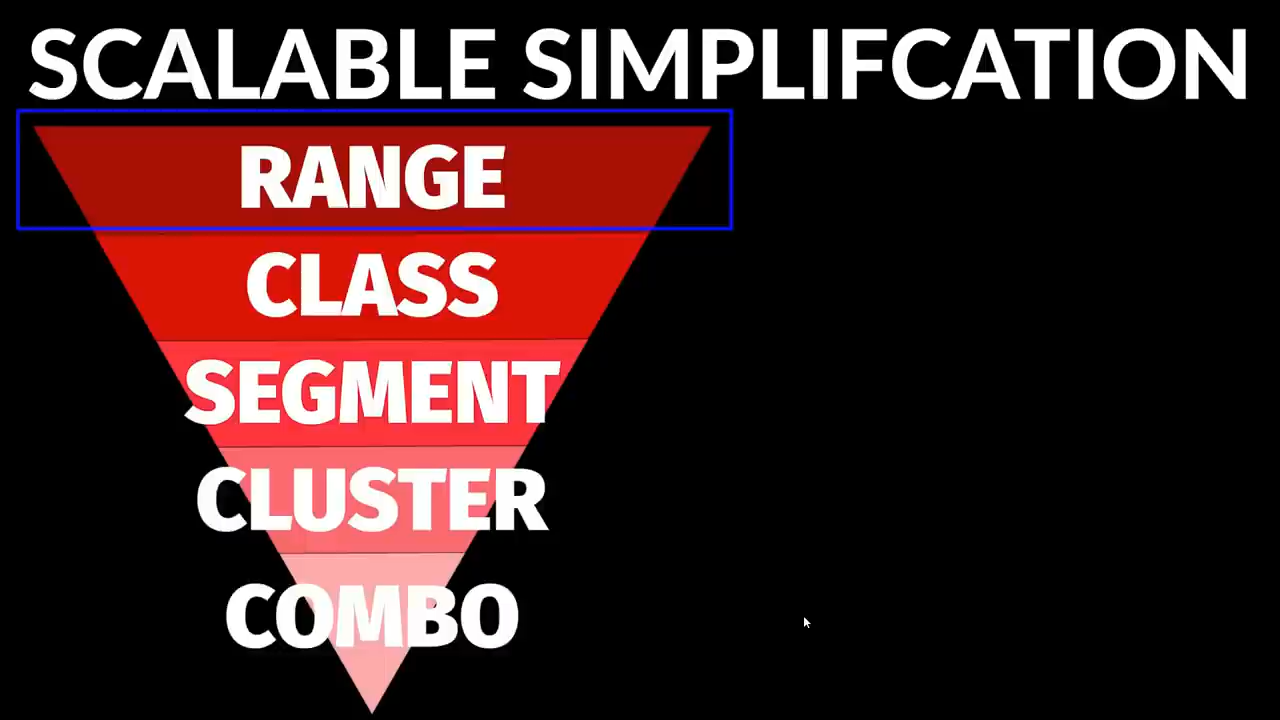 SCALABLE SIMPLIFCATION
RANGE
CLASS
SEGMENT
CLUSTER
COMBO